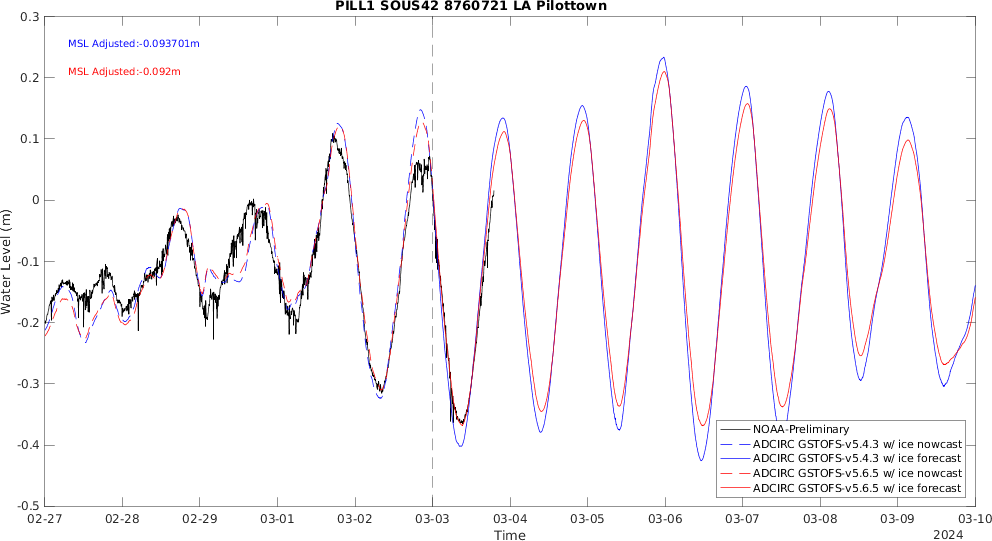 PILL1 SOUS42 8760721 LA Pilottown
MSL Adjusted:-0.093701m
MSL Adjusted:-0.092m
0.3
0.2
0.1
0
-0.1
-0.2
-0.3
-0.4
-0.5
Water Level (m)
NOAA-Preliminary
ADCIRC GSTOFS-v5.4.3 w/ ice nowcast
ADCIRC GSTOFS-v5.4.3 w/ ice forecast
ADCIRC GSTOFS-v5.6.5 w/ ice nowcast
ADCIRC GSTOFS-v5.6.5 w/ ice forecast
02-27 02-28 02-29 03-01 03-02 03-03 03-04 03-05 03-06 03-07 03-08 03-09 03-10
Time
2024